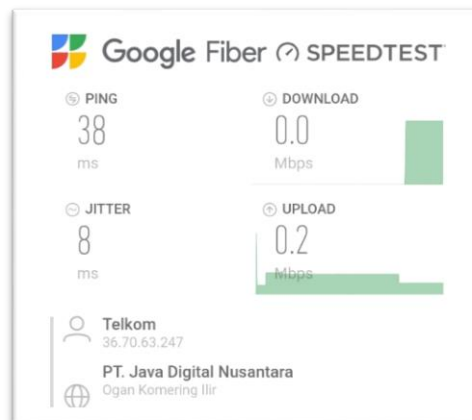 Google Fiber SPEEDTEST
PING
38
ms
DOWNLOAD
0.0
Mbps
JITTER
8
ms
UPLOAD
0.2
Mbps
Telkom
36.70.63.247
PT. Java Digital Nusantara
Ogan Komering Ilir